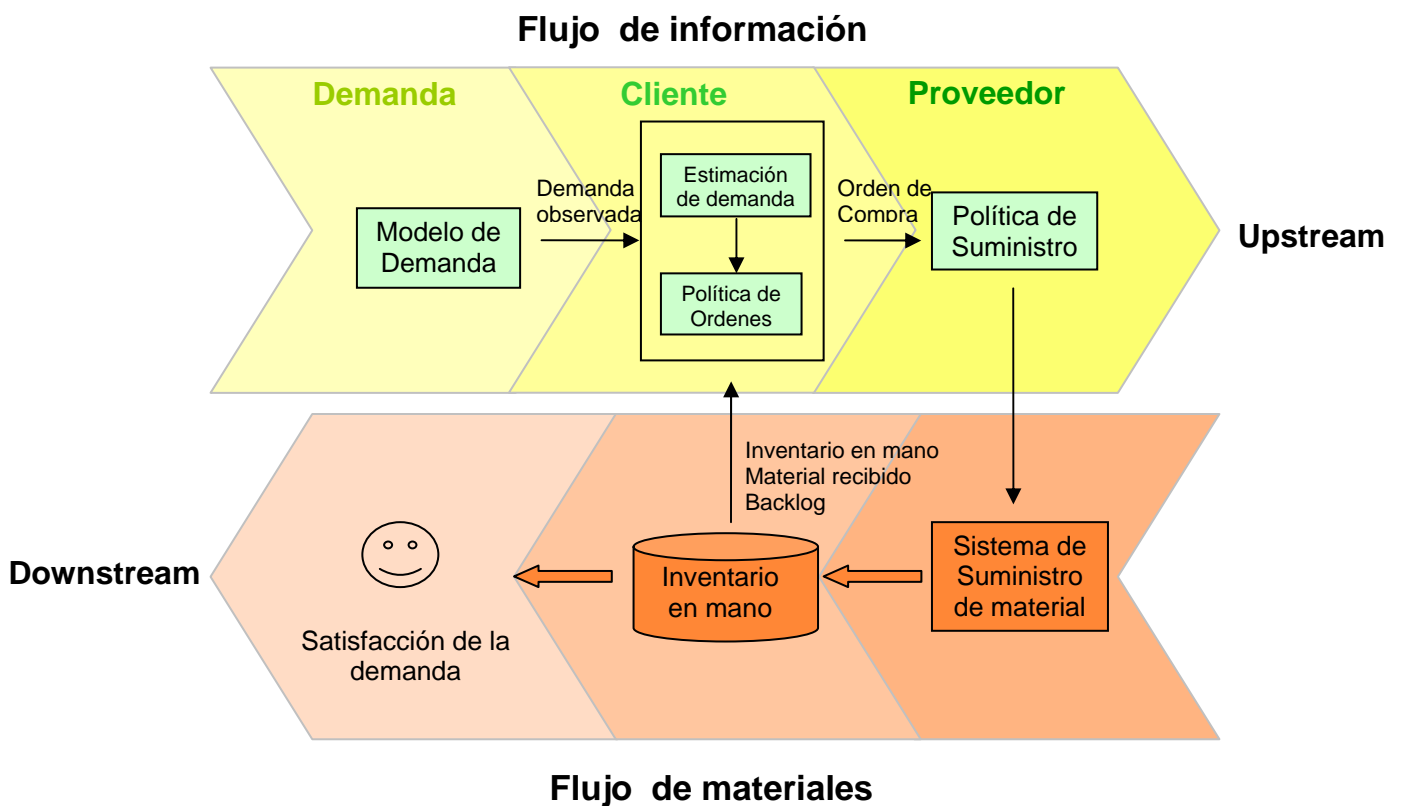 Flujo de información
Demanda
Cliente
Proveedor
Modelo de
Demanda
Demanda
observada
Estimación
de demanda
Política de
Ordenes
Orden de
Compra
Política de
Suministro
Upstream
Inventario en mano
Material recibido
Backlog
Downstream
Satisfacción de la
demanda
Inventario
en mano
Sistema de
Suministro
de material
Flujo de materiales